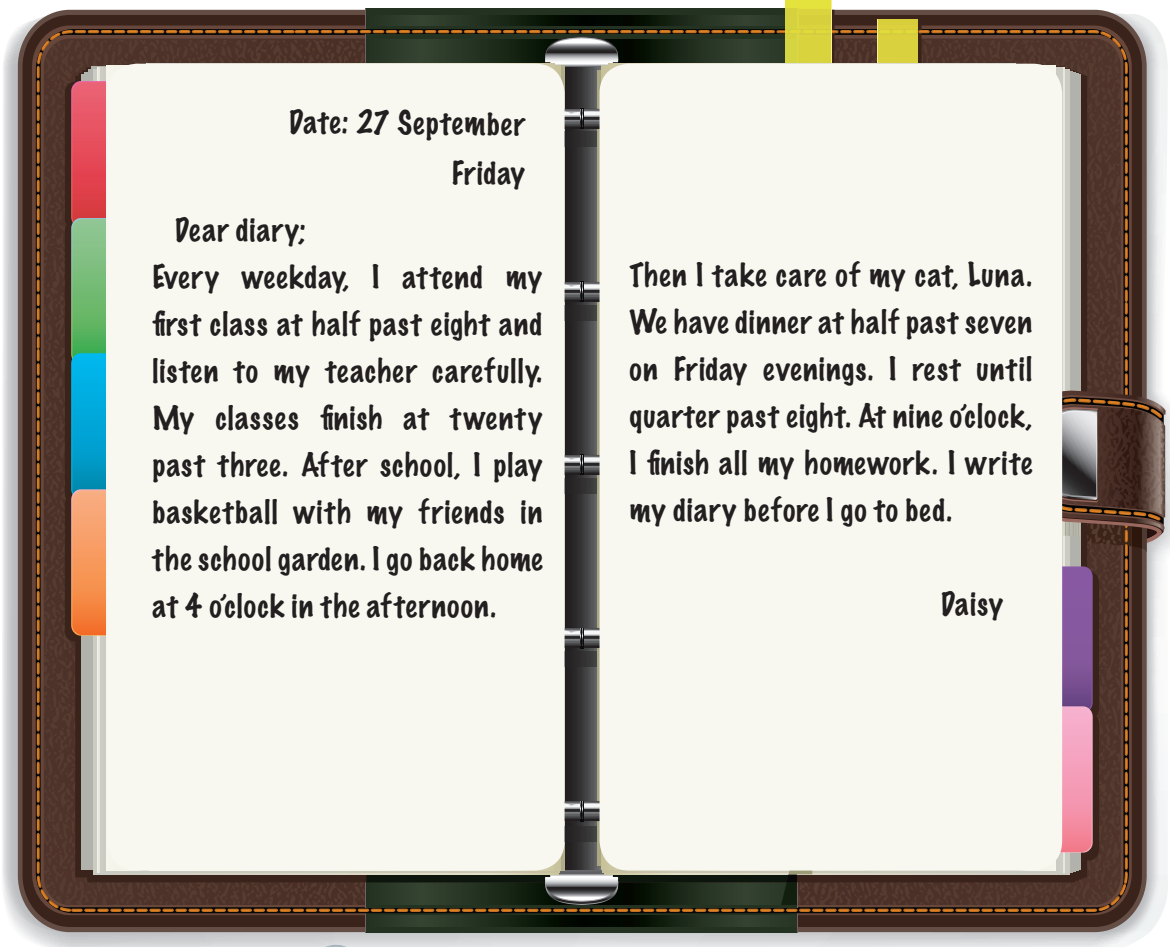 Date: 27 September
Friday
Dear diary;
Every weekday, I attend my
first class at half past eight and
listen to my teacher carefully.
My classes finish at twenty
past three. After school, I play
basketball with my friends in
the school garden. I go back home
at 4 o'clock in the afternoon.
Then I take care of my cat, Luna.
We have dinner at half past seven
on Friday evenings. I rest until
quarter past eight. At nine o'clock,
I finish all my homework. I write
my diary before I go to bed.
Daisy